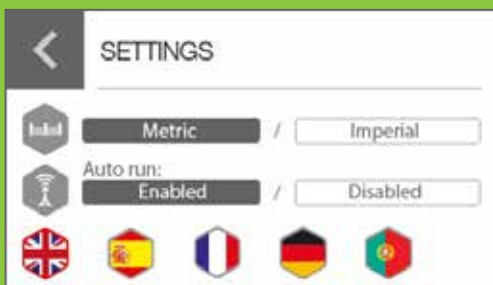 SETTINGS
Metric / Imperial
Auto run:
Enabled / Disabled